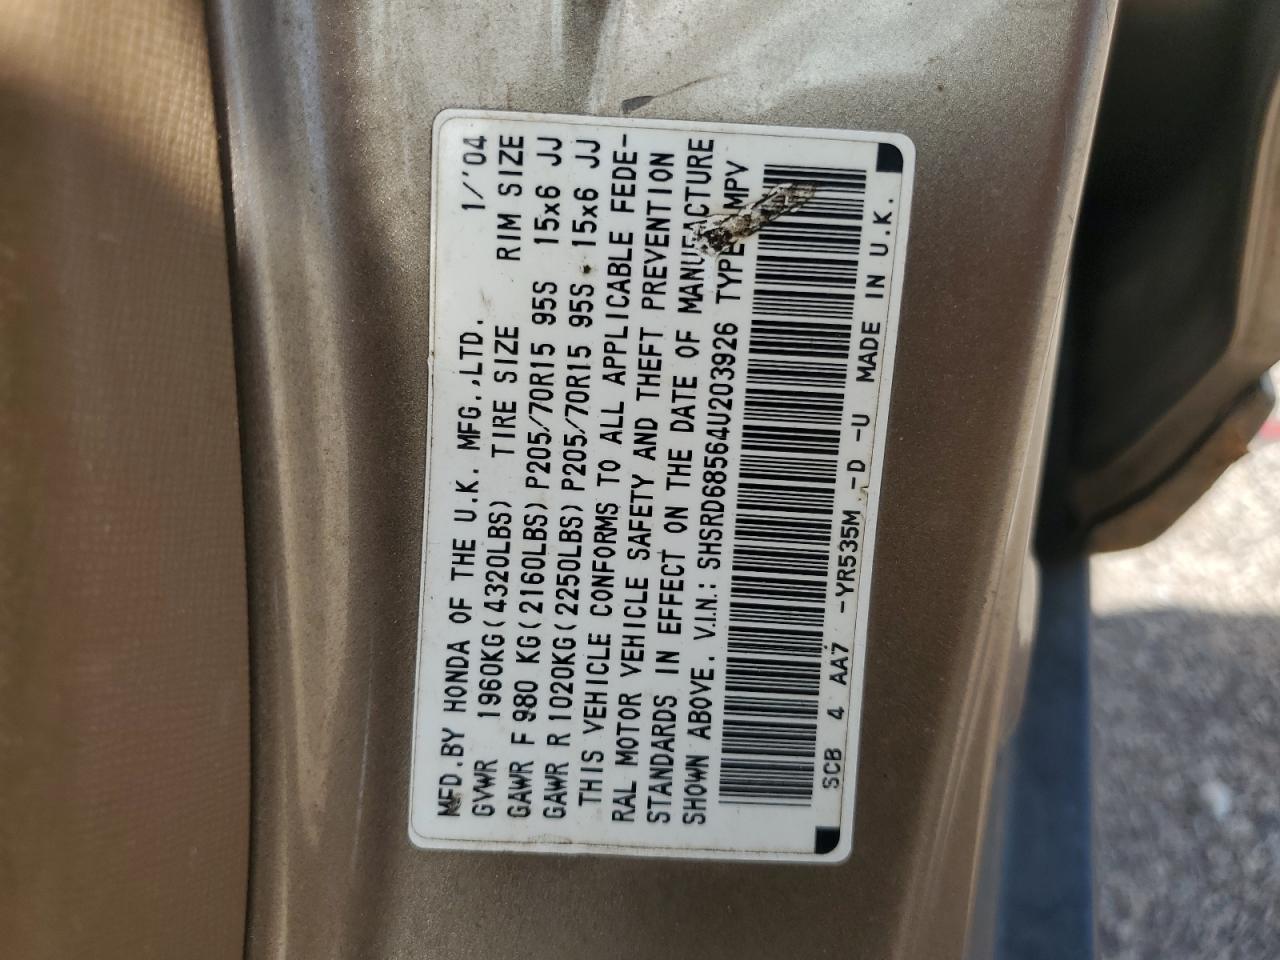 MFD.BY HONDA OF THE U.K. MFG.,LTD. 1/'04
GVWR 1960KG(4320LBS) TIRE SIZE RIM SIZE
GAWR F 980 KG(2160LBS) P205/70R15 95S 15x6 JJ
GAWR R 1020KG(2250LBS) P205/70R15 95S 15x6 JJ
THIS VEHICLE CONFORMS TO ALL APPLICABLE FEDE-
RAL MOTOR VEHICLE SAFETY AND THEFT PREVENTION
STANDARDS IN EFFECT ON THE DATE OF MANUFACTURE
SHOWN ABOVE. V.I.N.: SHSRD68564U203926 TYPE MPV
SCB 4 AA7 -YR535M -D -U MADE IN U.K.